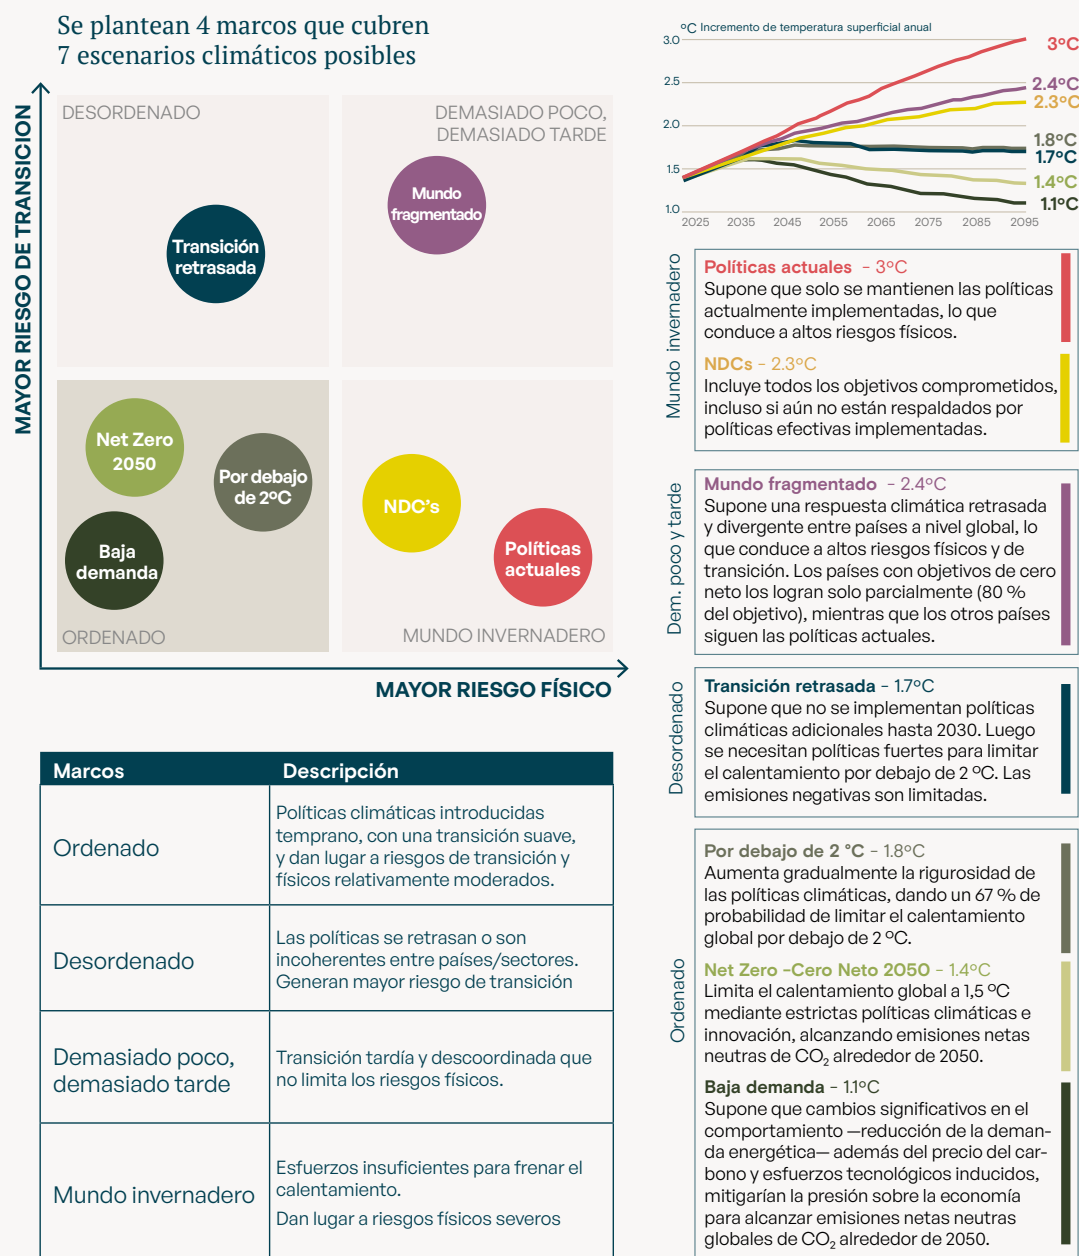 Se plantean 4 marcos que cubren
7 escenarios climáticos posibles
MAYOR RIESGO DE TRANSICION
DESORDENADO
DEMASIADO POCO,
DEMASIADO TARDE
Transición
retrasada
Mundo
fragmentado
Net Zero
2050
Por debajo
de 2ºC
Baja
demanda
ORDENADO
NDC’s
Políticas
actuales
MUNDO INVERNADERO
MAYOR RIESGO FÍSICO
Marcos Descripción
Ordenado
Políticas climáticas introducidas
temprano, con una transición suave,
y dan lugar a riesgos de transición y
físicos relativamente moderados.
Desordenado
Las políticas se retrasan o son
incoherentes entre países/sectores.
Generan mayor riesgo de transición
Demasiado poco,
demasiado tarde
Transición tardía y descoordinada que
no limita los riesgos físicos.
Mundo invernadero
Esfuerzos insuficientes para frenar el
calentamiento.
Dan lugar a riesgos físicos severos
ºC Incremento de temperatura superficial anual
3.0
2.5
2.0
1.5
1.0
2025 2035 2045 2055 2065 2075 2085 2095
3ºC
2.4ºC
2.3ºC
1.8ºC
1.7ºC
1.4ºC
1.1ºC
Mundo invernadero
Políticas actuales - 3ºC
Supone que solo se mantienen las políticas
actualmente implementadas, lo que
conduce a altos riesgos físicos.
NDCs - 2.3ºC
Incluye todos los objetivos comprometidos,
incluso si aún no están respaldados por
políticas efectivas implementadas.
Dem. poco y tarde
Mundo fragmentado - 2.4ºC
Supone una respuesta climática retrasada
y divergente entre países a nivel global, lo
que conduce a altos riesgos físicos y de
transición. Los países con objetivos de cero
neto los logran solo parcialmente (80 %
del objetivo), mientras que los otros países
siguen las políticas actuales.
Desordenado
Transición retrasada - 1.7ºC
Supone que no se implementan políticas
climáticas adicionales hasta 2030. Luego
se necesitan políticas fuertes para limitar
el calentamiento por debajo de 2 ºC. Las
emisiones negativas son limitadas.
Ordenado
Por debajo de 2 °C - 1.8ºC
Aumenta gradualmente la rigurosidad de
las políticas climáticas, dando un 67 % de
probabilidad de limitar el calentamiento
global por debajo de 2 ºC.
Net Zero -Cero Neto 2050 - 1.4ºC
Limita el calentamiento global a 1,5 ºC
mediante estrictas políticas climáticas e
innovación, alcanzando emisiones netas
neutras de CO₂ alrededor de 2050.
Baja demanda - 1.1ºC
Supone que cambios significativos en el
comportamiento —reducción de la deman-
da energética— además del precio del car-
bono y esfuerzos tecnológicos inducidos,
mitigarían la presión sobre la economía
para alcanzar emisiones netas neutras
globales de CO₂ alrededor de 2050.